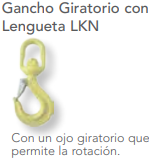 Gancho Giratorio con
Lengueta LKN
Con un ojo giratorio que
permite la rotación.